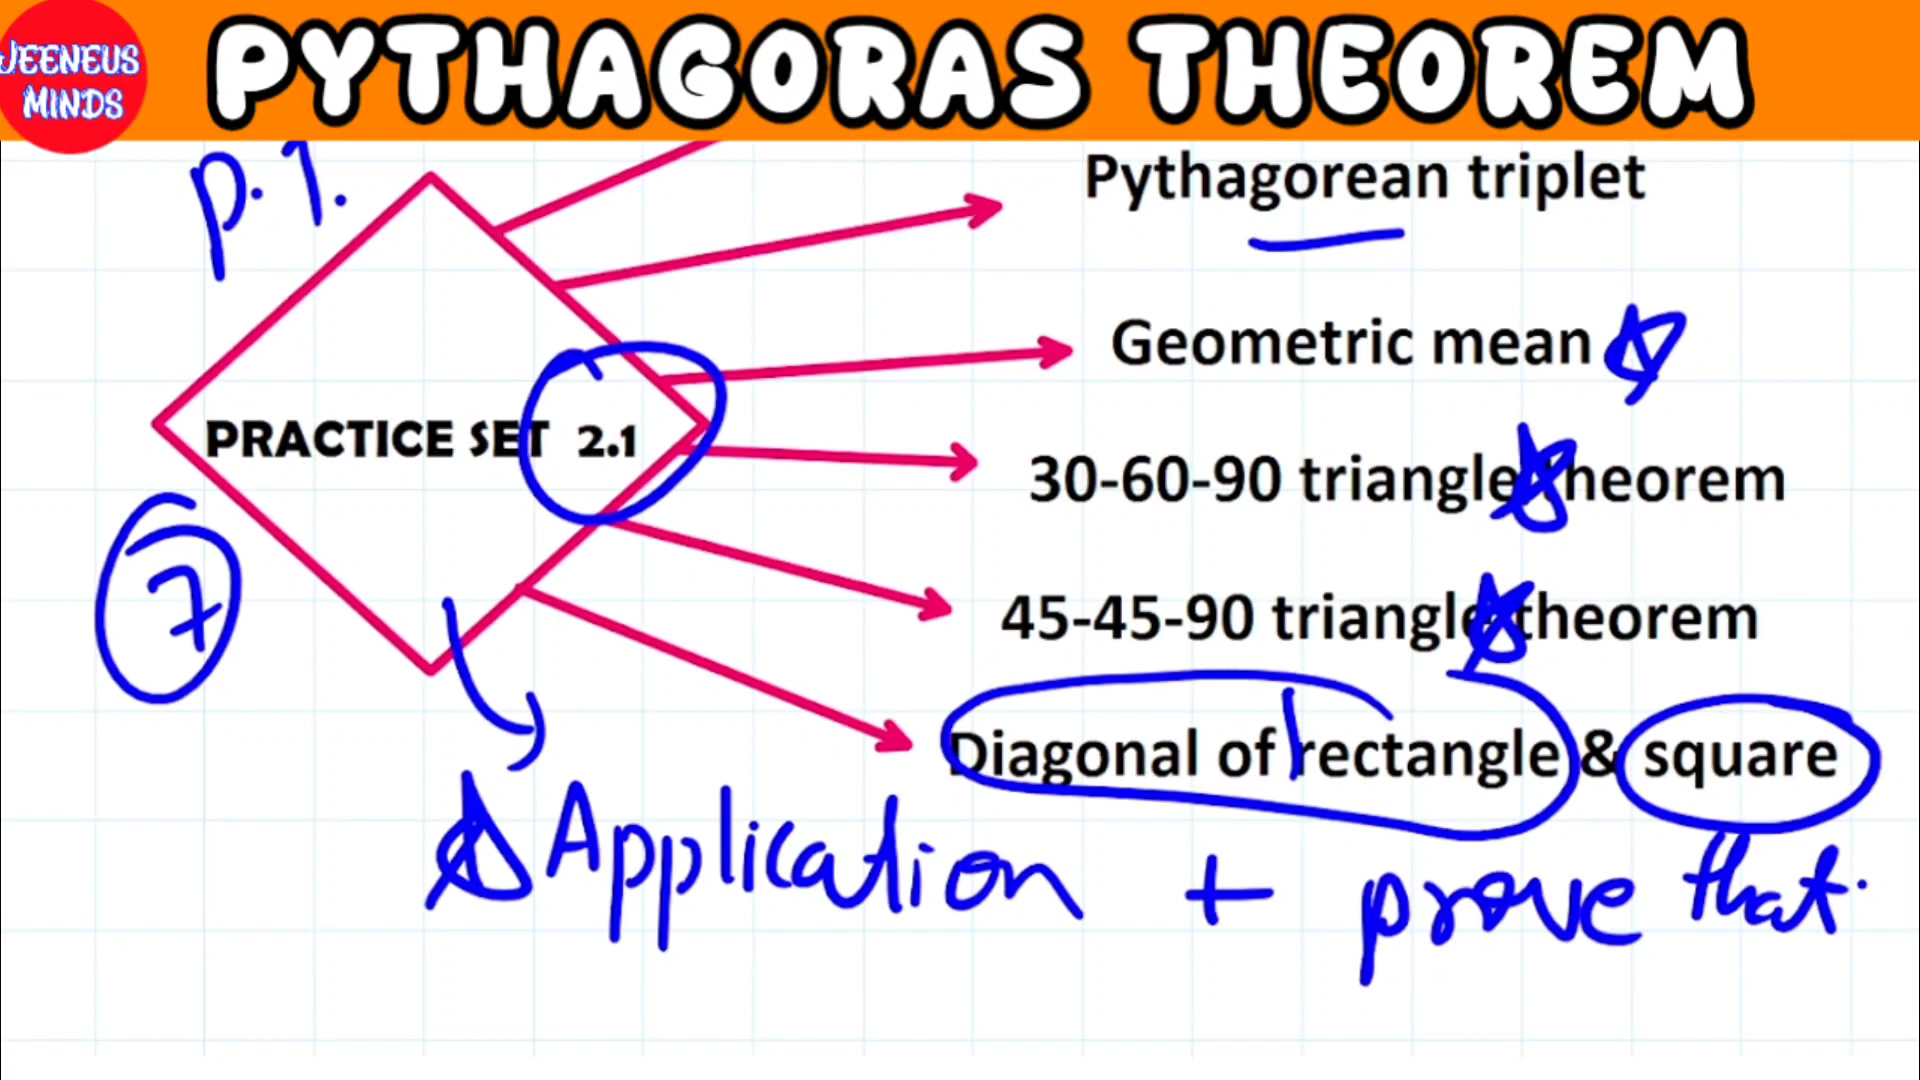 JEENEUS
MINDS
PYTHAGORAS THEOREM
p.1.
Pythagorean triplet
Geometric mean
PRACTICE SET 2.1
30-60-90 triangle theorem
7
45-45-90 triangle theorem
Diagonal of rectangle & square
Application + prove that.